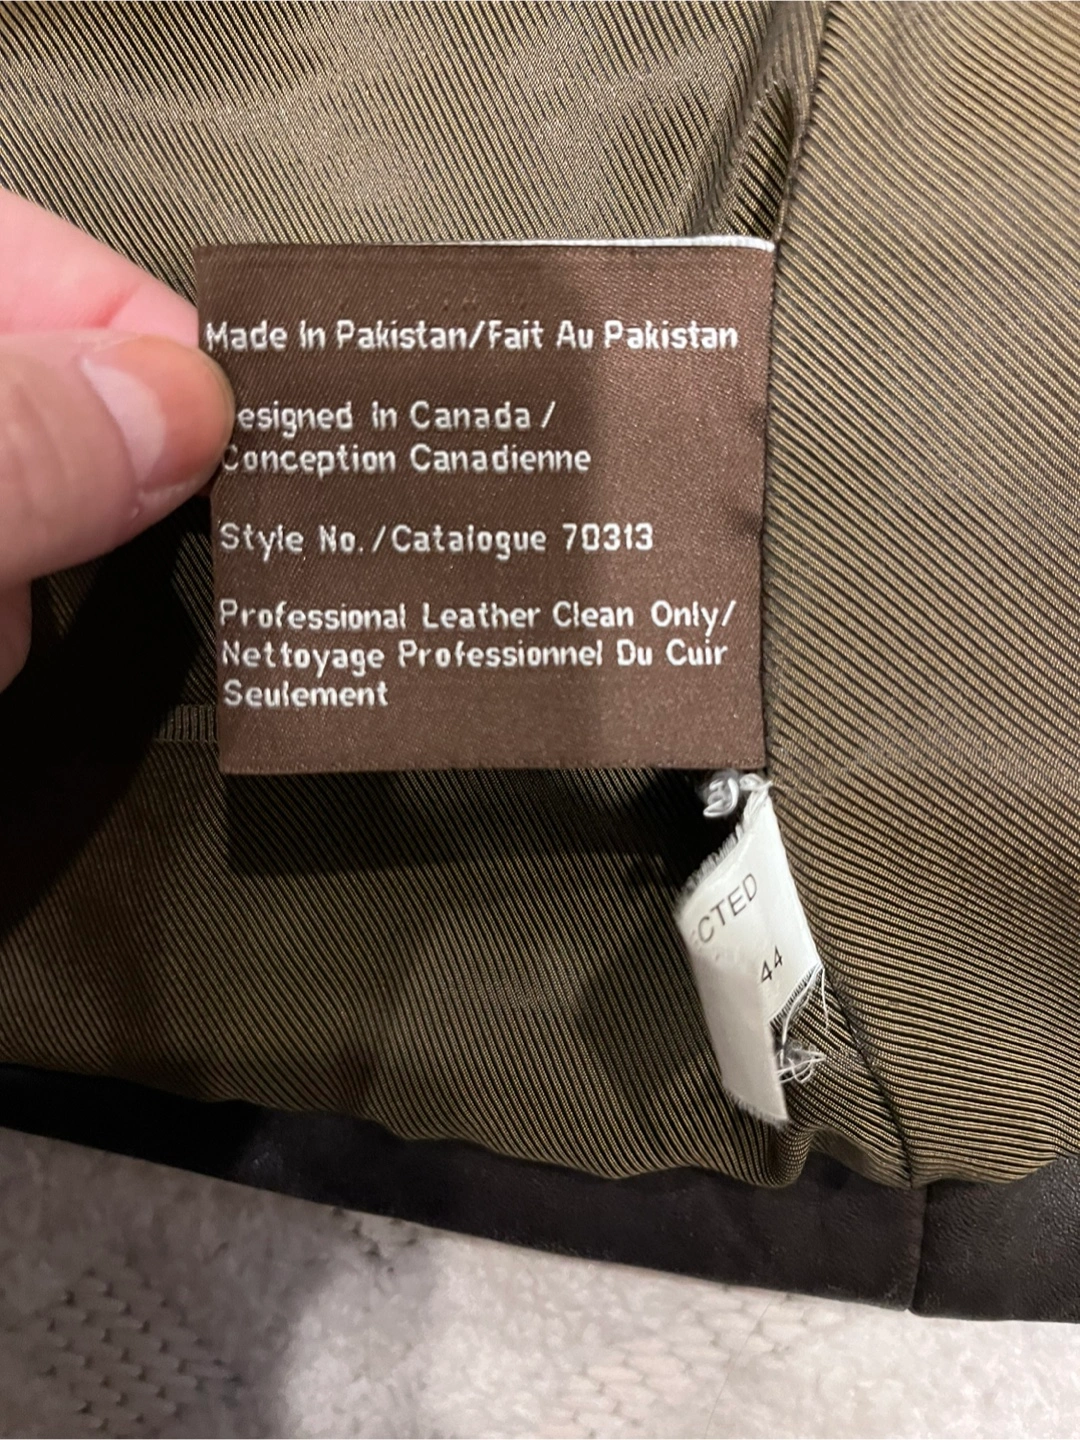 Made In Pakistan/Fait Au Pakistan
esigned in Canada /
Conception Canadienne
Style No./Catalogue 70313
Professional Leather Clean Only/
Nettoyage Professionnel Du Cuir
Seulement
ECTED
44